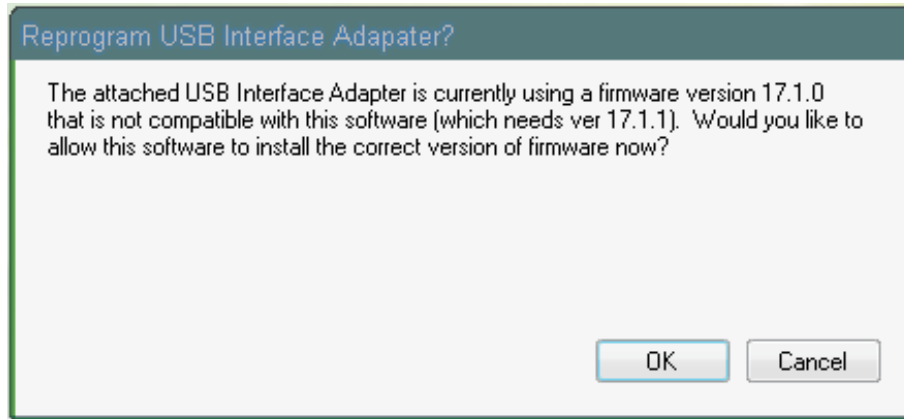 Reprogram USB Interface Adapater?
The attached USB Interface Adapter is currently using a firmware version 17.1.0
that is not compatible with this software (which needs ver 17.1.1).  Would you like to
allow this software to install the correct version of firmware now?
OK
Cancel